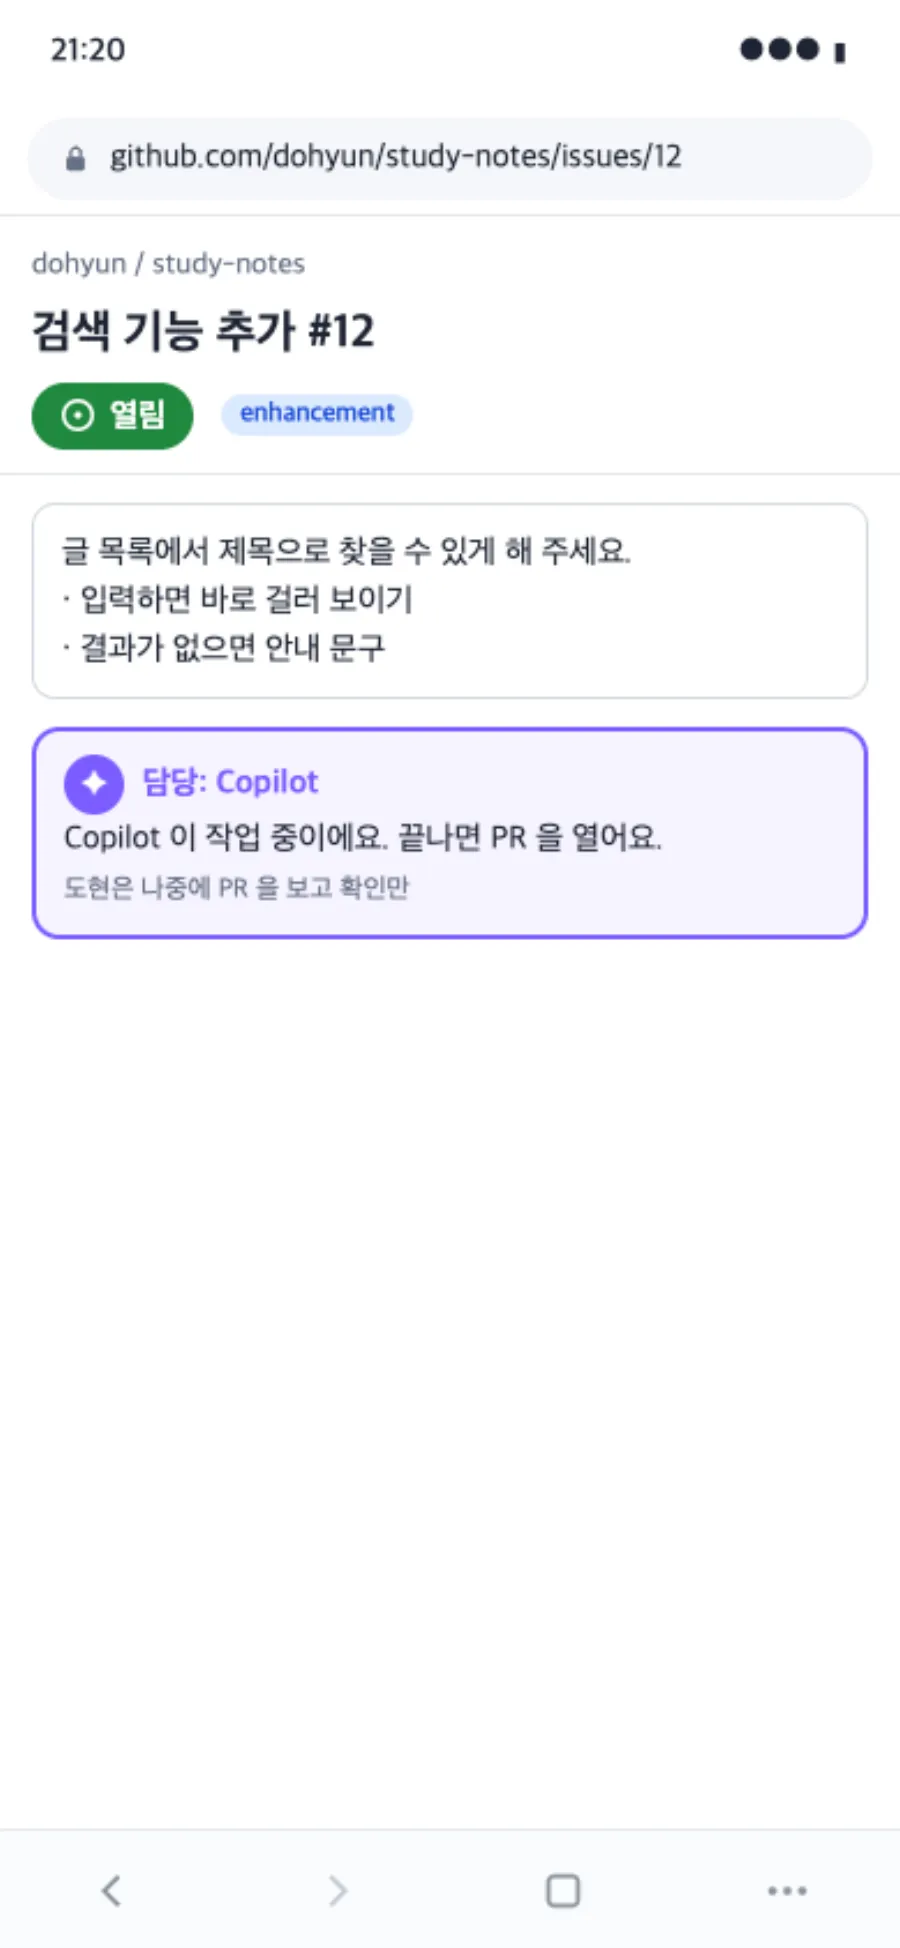 21:20
github.com/dohyun/study-notes/issues/12
dohyun / study-notes
검색 기능 추가 #12
열림 enhancement
글 목록에서 제목으로 찾을 수 있게 해 주세요.
· 입력하면 바로 걸러 보이기
· 결과가 없으면 안내 문구
담당: Copilot
Copilot 이 작업 중이에요. 끝나면 PR 을 열어요.
도현은 나중에 PR 을 보고 확인만